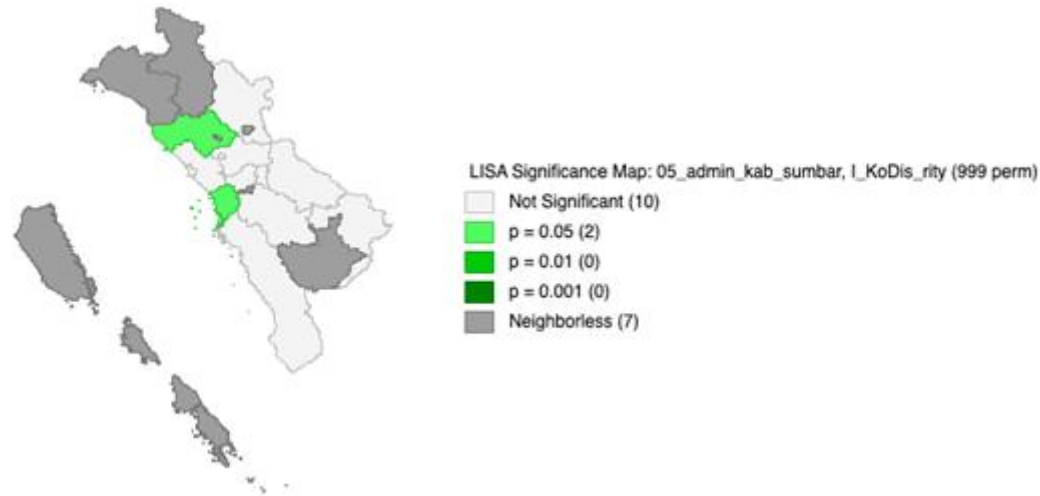 LISA Significance Map: 05_admin_kab_sumbar, I_KoDis_rity (999 perm)
Not Significant (10)
p = 0.05 (2)
p = 0.01 (0)
p = 0.001 (0)
Neighborless (7)